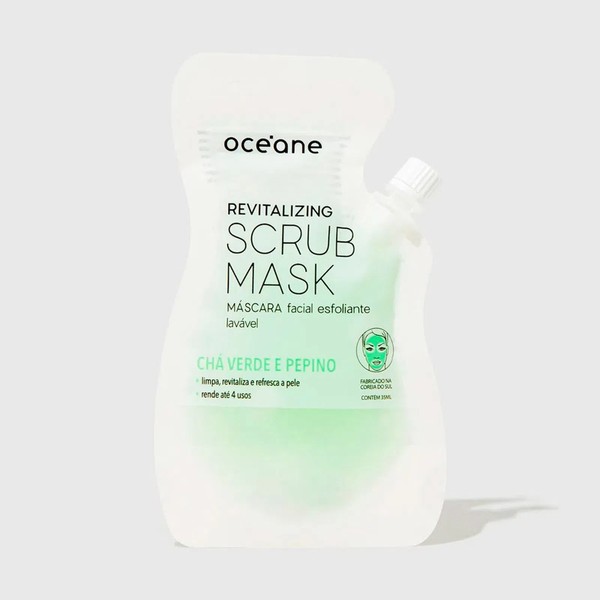 océane
REVITALIZING
SCRUB
MASK
MÁSCARA facial esfoliante
lavável
CHÁ VERDE E PEPINO
limpa, revitaliza e refresca a pele
rende até 4 usos
FABRICADO NA
COREIA DO SUL
CONTÉM 35ML